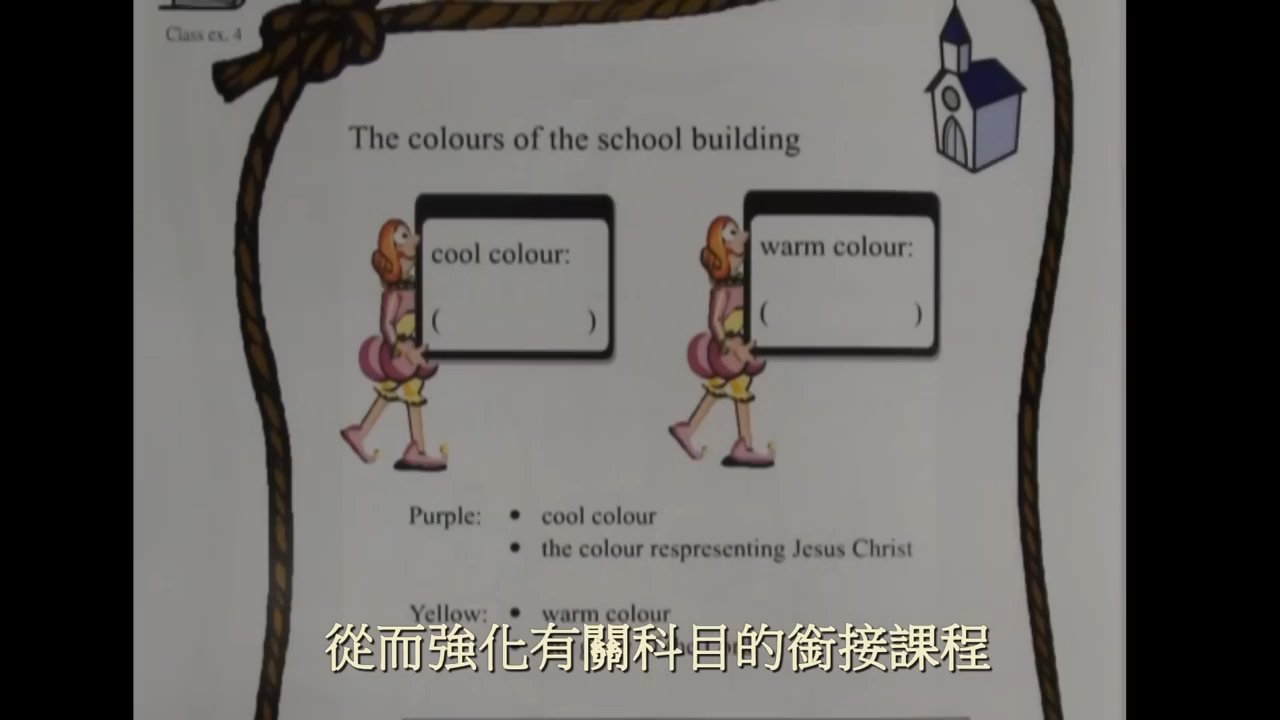 Class ex. 4
The colours of the school building
cool colour:
(                    )
warm colour:
(                    )
Purple: • cool colour
• the colour respresenting Jesus Christ
Yellow: • warm colour
從而強化有關科目的銜接課程